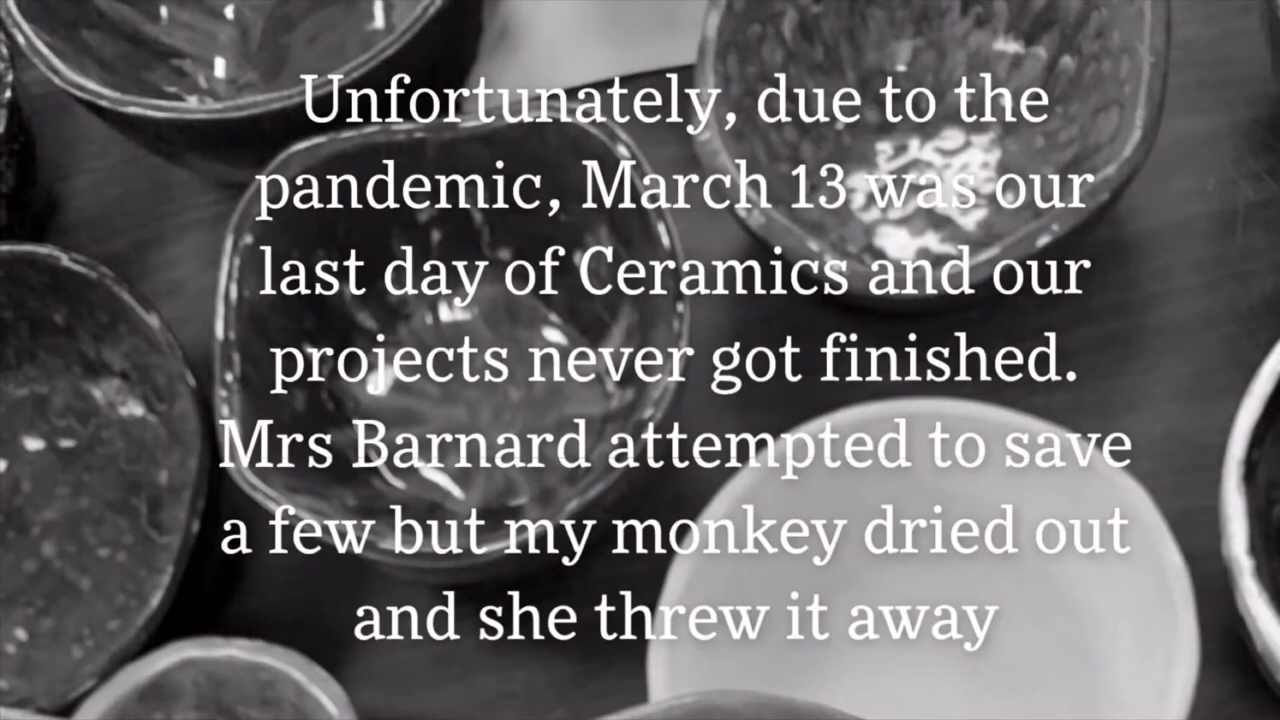 Unfortunately, due to the
pandemic, March 13 was our
last day of Ceramics and our
projects never got finished.
Mrs Barnard attempted to save
a few but my monkey dried out
and she threw it away